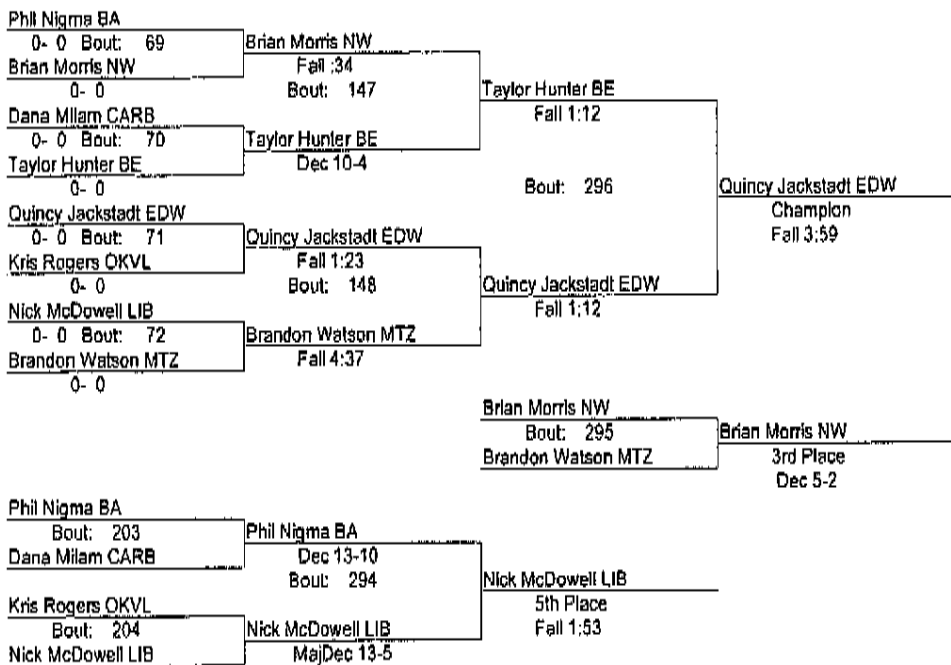 Phil Nigma BA
0- 0 Bout: 69
Brian Morris NW
0- 0
Dana Milam CARB
0- 0 Bout: 70
Taylor Hunter BE
0- 0
Quincy Jackstadt EDW
0- 0 Bout: 71
Kris Rogers OKVL
0- 0
Nick McDowell LIB
0- 0 Bout: 72
Brandon Watson MTZ
0- 0
Brian Morris NW
Fall :34
Bout: 147
Taylor Hunter BE
Dec 10-4
Quincy Jackstadt EDW
Fall 1:23
Bout: 148
Brandon Watson MTZ
Fall 4:37
Taylor Hunter BE
Fall 1:12
Bout: 296
Quincy Jackstadt EDW
Fall 1:12
Quincy Jackstadt EDW
Champion
Fall 3:59
Brian Morris NW
Bout: 295
Brandon Watson MTZ
Brian Morris NW
3rd Place
Dec 5-2
Phil Nigma BA
Bout: 203
Dana Milam CARB
Kris Rogers OKVL
Bout: 204
Nick McDowell LIB
Phil Nigma BA
Dec 13-10
Bout: 294
Nick McDowell LIB
MajDec 13-5
Nick McDowell LIB
5th Place
Fall 1:53